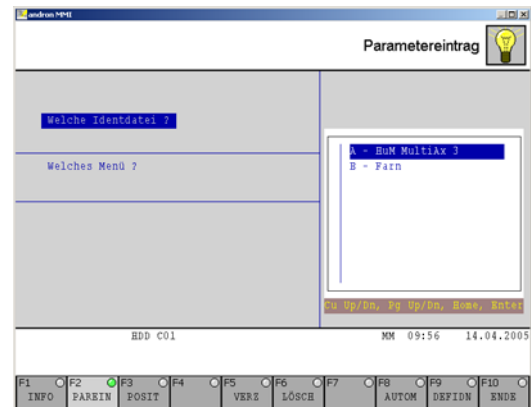 andron MMI
Parametereintrag
Welche Identdatei ?
Welches Menü ?
A - HuM MultiAx 3
B - Farn
Cu Up/Dn, Pg Up/Dn, Home, Enter
HDD C01 MM 09:56 14.04.2005
F1 F2 F3 F4 F5 F6 F7 F8 F9 F10
INFO PAREIN POSIT VERZ LÖSCH AUTOM DEFIDN ENDE